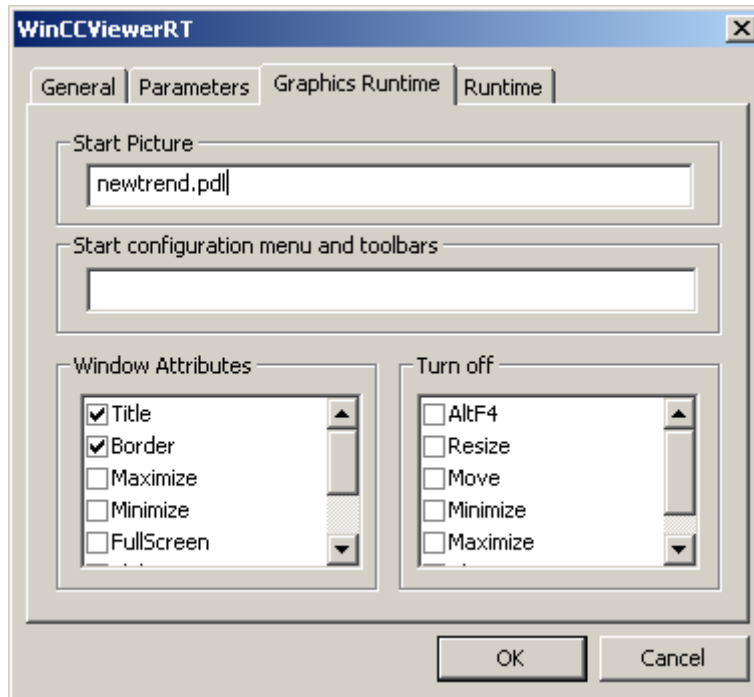 WinCCViewerRT
General Parameters Graphics Runtime Runtime
Start Picture
newtrend.pdl
Start configuration menu and toolbars
Window Attributes
Title
Border
Maximize
Minimize
FullScreen
Turn off
AltF4
Resize
Move
Minimize
Maximize
OK Cancel